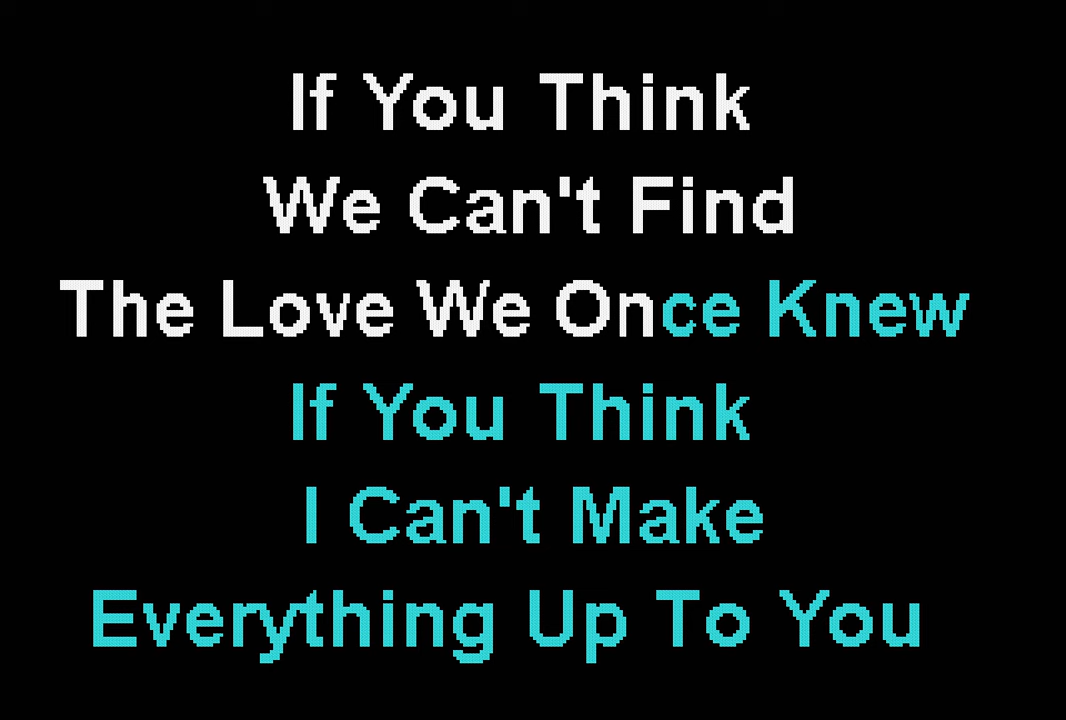 If You Think
We Can't Find
The Love We Once Knew
If You Think
I Can't Make
Everything Up To You